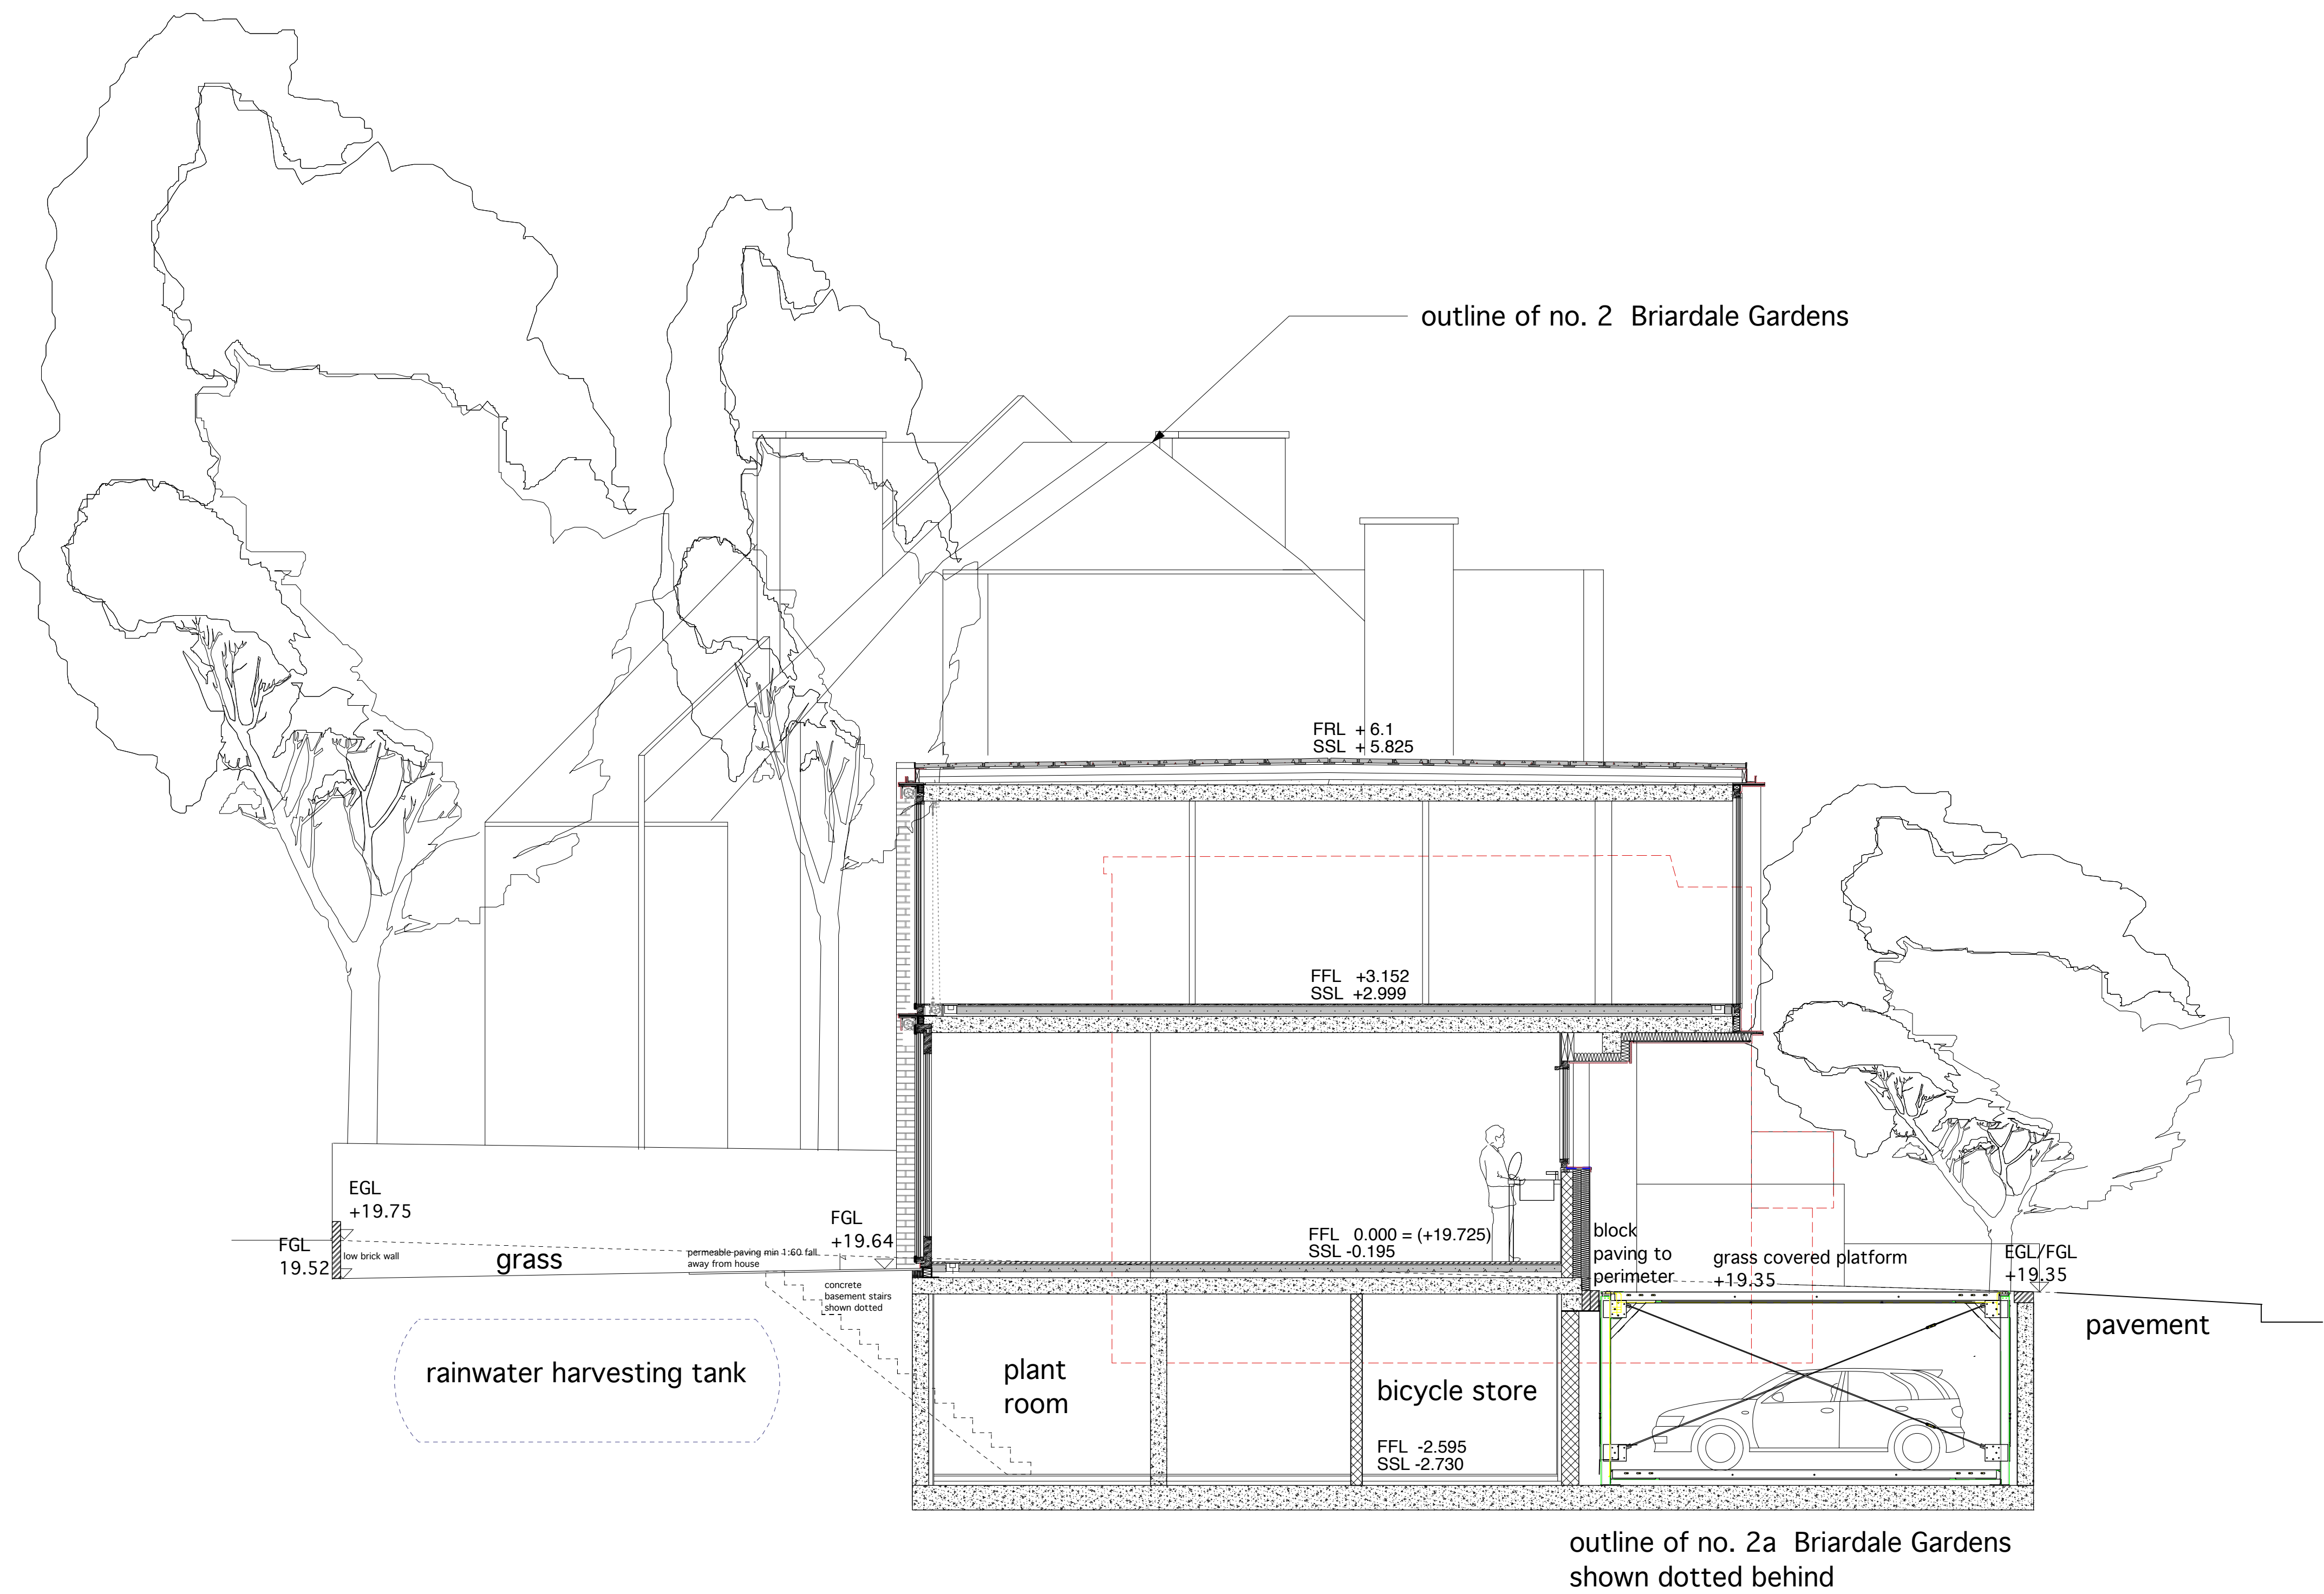 outline of no. 2 Briardale Gardens
FRL + 6.1
SSL + 5.825
FFL +3.152
SSL +2.999
EGL
+19.75
FGL
19.52
low brick wall
grass
permeable paving min 1:60 fall
away from house
FGL
+19.64
concrete
basement stairs
shown dotted
FFL 0.000 = (+19.725)
SSL -0.195
block
paving to
perimeter
grass covered platform
+19.35
EGL/FGL
+19.35
pavement
rainwater harvesting tank
plant
room
bicycle store
FFL -2.595
SSL -2.730
outline of no. 2a Briardale Gardens
shown dotted behind